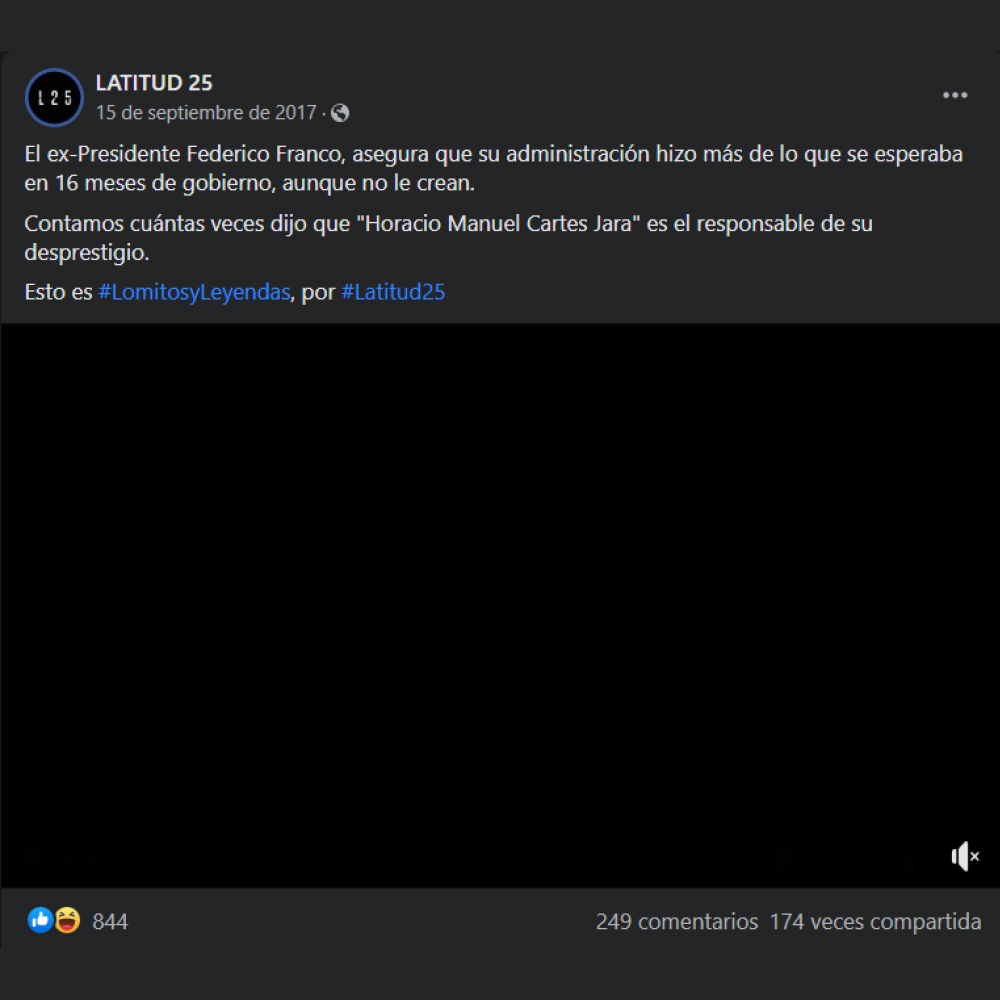 L 2 5
LATITUD 25
15 de septiembre de 2017 ·
El ex-Presidente Federico Franco, asegura que su administración hizo más de lo que se esperaba
en 16 meses de gobierno, aunque no le crean.
Contamos cuántas veces dijo que "Horacio Manuel Cartes Jara" es el responsable de su
desprestigio.
Esto es #LomitosyLeyendas, por #Latitud25
844
249 comentarios 174 veces compartida